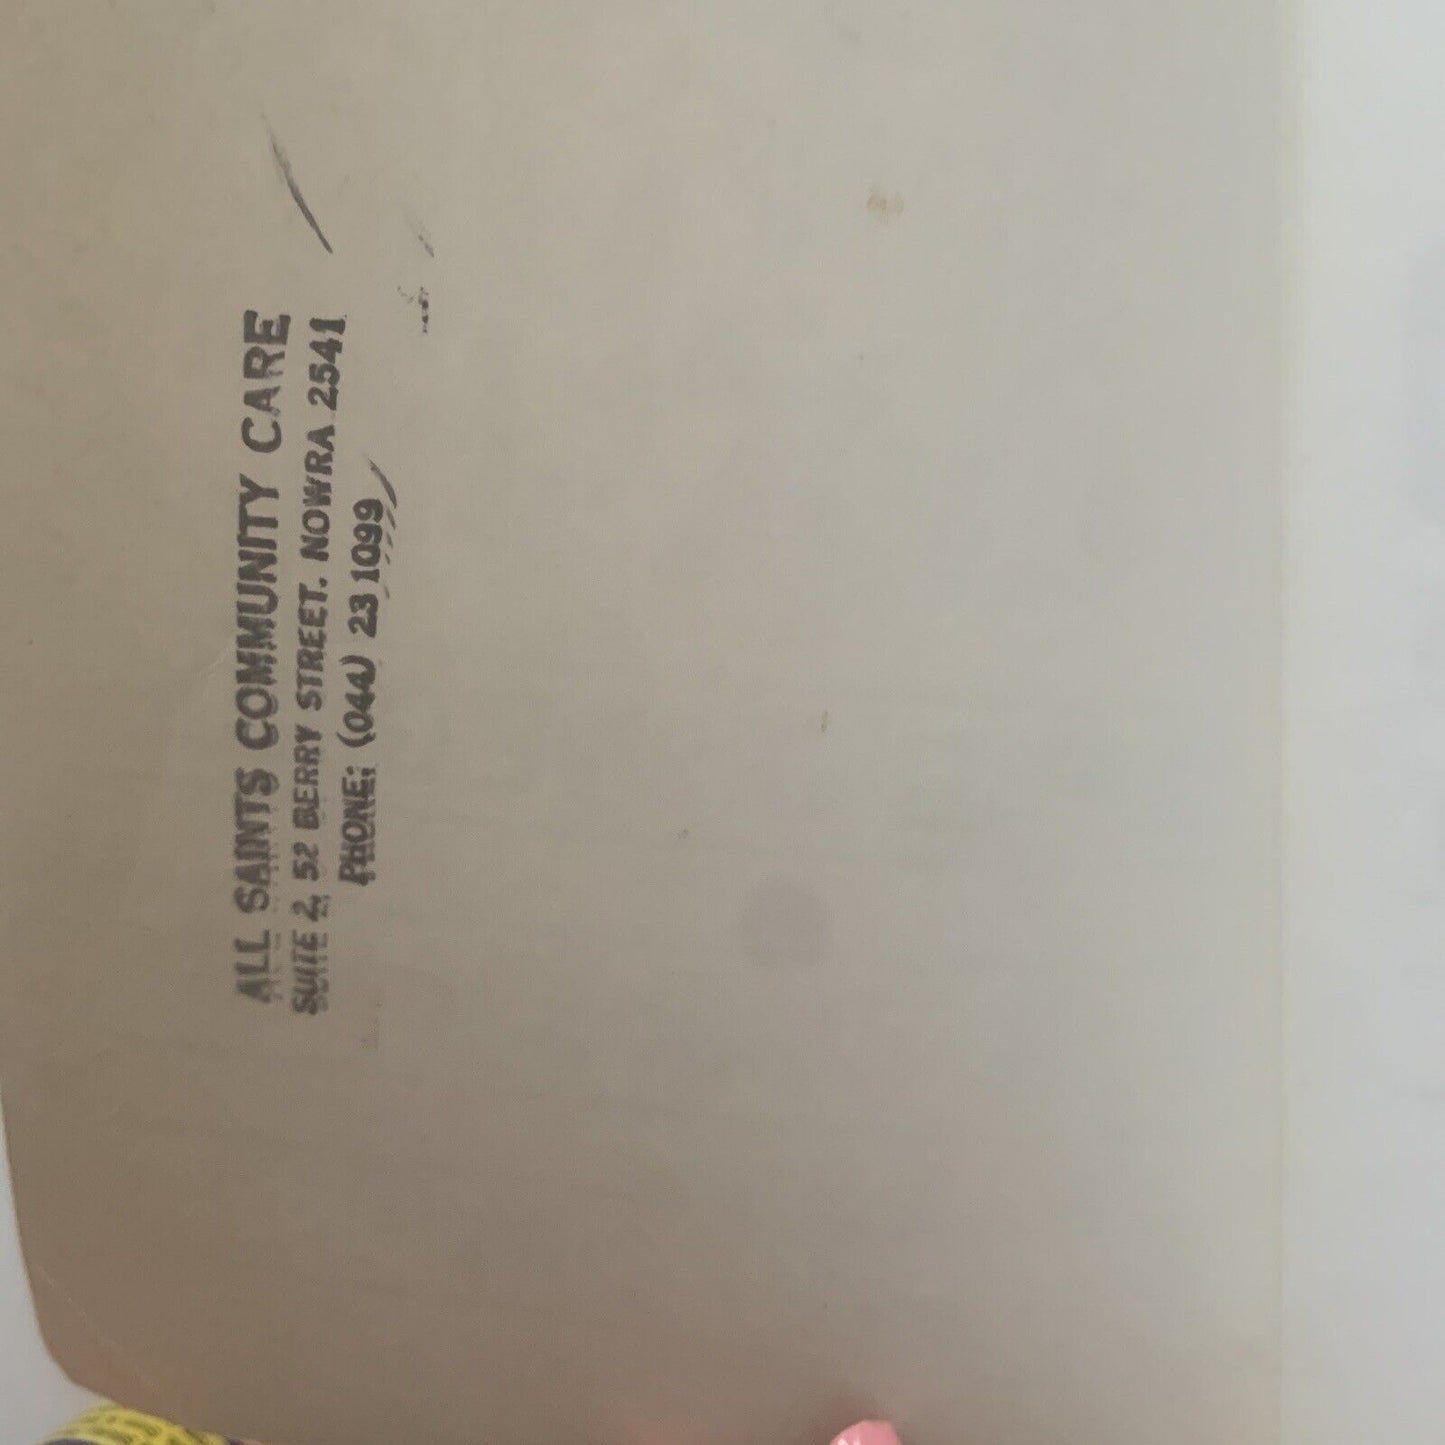 ALL SAINTS COMMUNITY CARE
SUITE 2, 52 BERRY STREET. NOWRA 2541
PHONE: (044) 23 1099